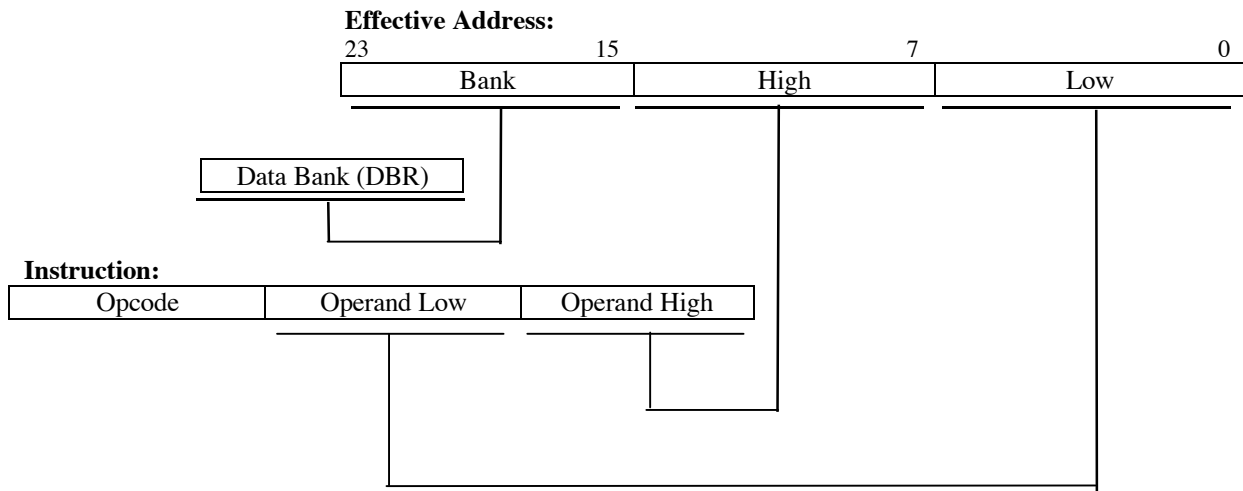 Effective Address:
23 15 7 0
Bank High Low
Data Bank (DBR)
Instruction:
Opcode Operand Low Operand High